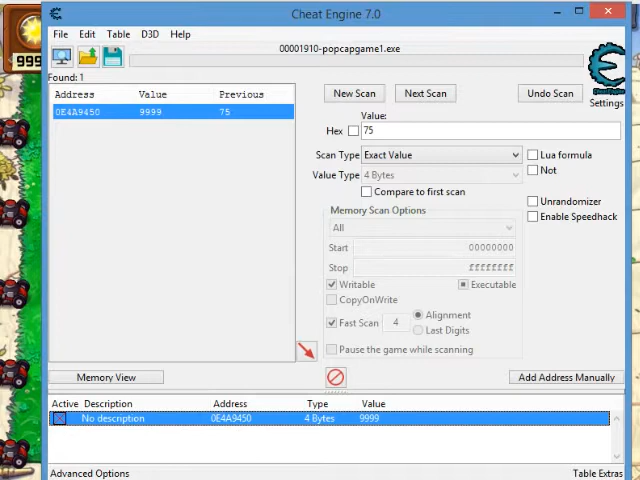 Cheat Engine 7.0
File Edit Table D3D Help
00001910-popcapgame1.exe
999
Found: 1
Address Value Previous
0E4A9450 9999 75
New Scan Next Scan Undo Scan
Settings
Value:
Hex 75
Scan Type Exact Value Lua formula
Not
Value Type 4 Bytes
Compare to first scan
Unrandomizer
Enable Speedhack
Memory Scan Options
All
Start 00000000
Stop ffffffff
Writable Executable
CopyOnWrite
Fast Scan 4 Alignment
Last Digits
Pause the game while scanning
Memory View Add Address Manually
Active Description Address Type Value
No description 0E4A9450 4 Bytes 9999
Advanced Options Table Extras